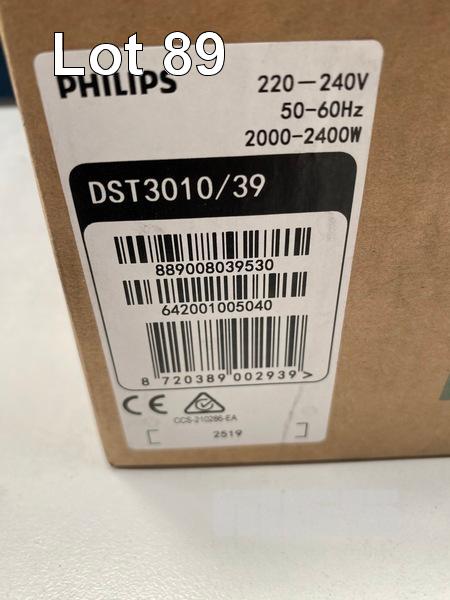 Lot 89
PHILIPS
220-240V
50-60Hz
2000-2400W
DST3010/39
889008039530
642001005040
8 720389 002939 >
CE
CCS-210286-EA
2519